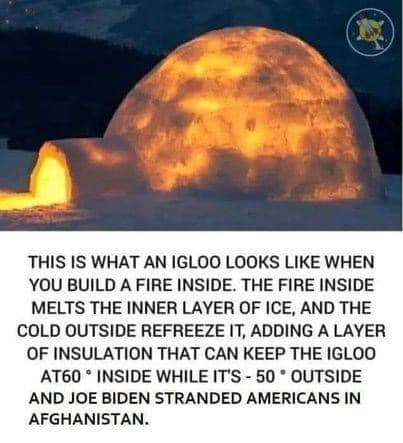 THIS IS WHAT AN IGLOO LOOKS LIKE WHEN
YOU BUILD A FIRE INSIDE. THE FIRE INSIDE
MELTS THE INNER LAYER OF ICE, AND THE
COLD OUTSIDE REFREEZE IT, ADDING A LAYER
OF INSULATION THAT CAN KEEP THE IGLOO
AT60 ° INSIDE WHILE IT'S - 50 ° OUTSIDE
AND JOE BIDEN STRANDED AMERICANS IN
AFGHANISTAN.